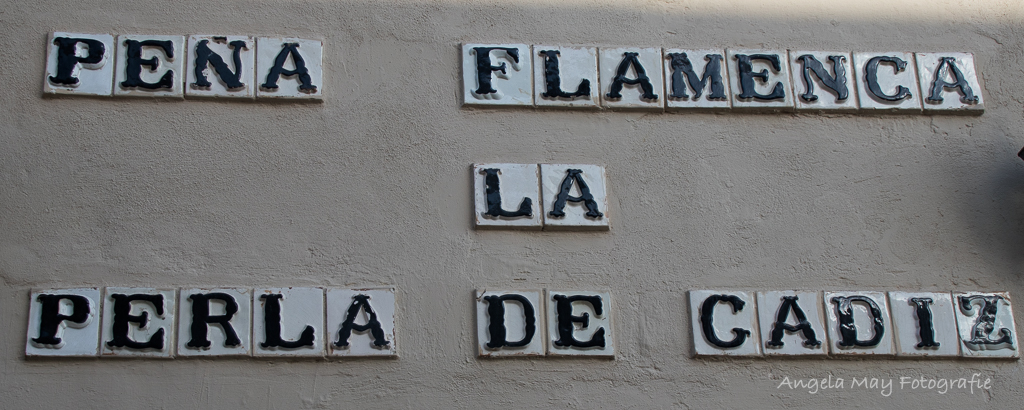 PEÑA FLAMENCA
LA
PERLA DE CADIZ
Angela May Fotografie